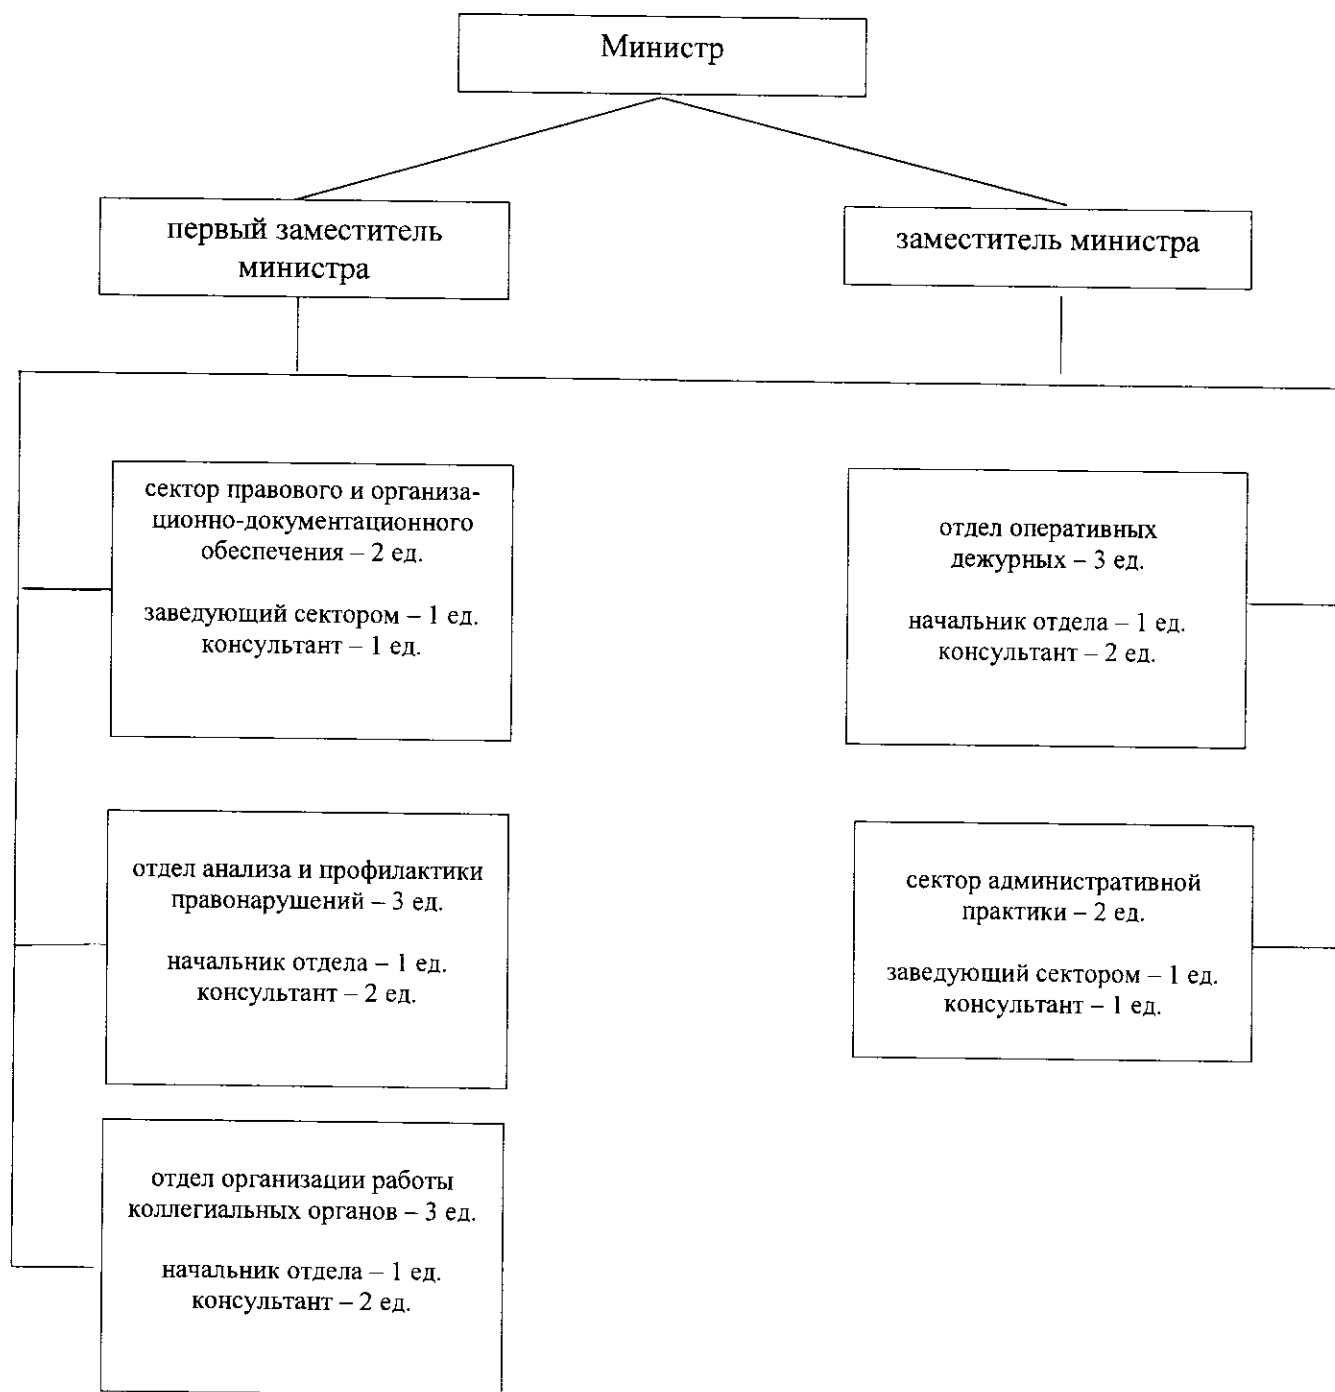 Министр
первый заместитель
министра
заместитель министра
сектор правового и организа-
ционно-документационного
обеспечения – 2 ед.
заведующий сектором – 1 ед.
консультант – 1 ед.
отдел оперативных
дежурных – 3 ед.
начальник отдела – 1 ед.
консультант – 2 ед.
отдел анализа и профилактики
правонарушений – 3 ед.
начальник отдела – 1 ед.
консультант – 2 ед.
сектор административной
практики – 2 ед.
заведующий сектором – 1 ед.
консультант – 1 ед.
отдел организации работы
коллегиальных органов – 3 ед.
начальник отдела – 1 ед.
консультант – 2 ед.